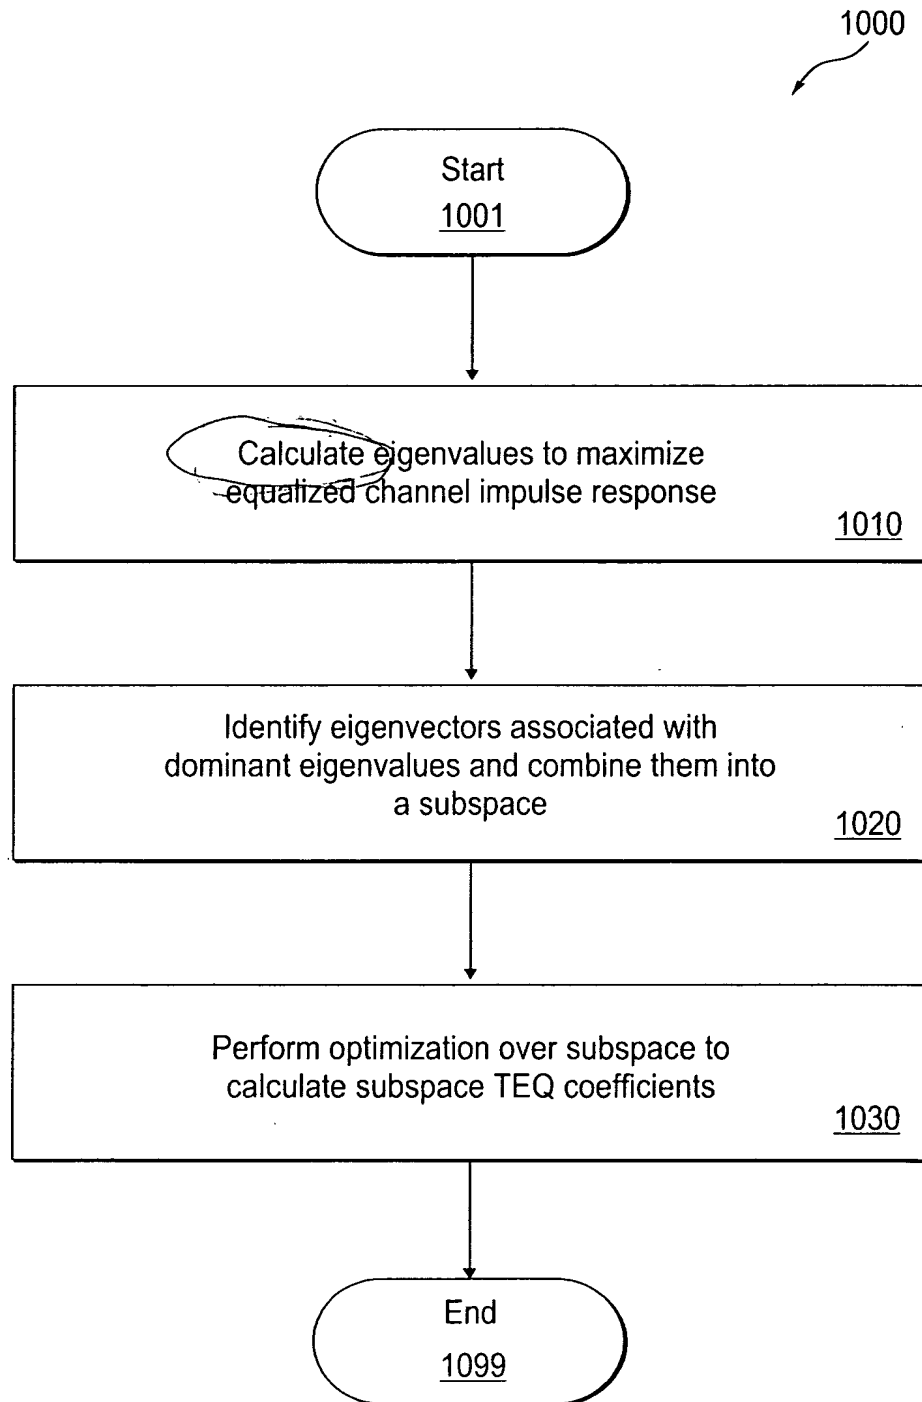 1000
Start
1001
Calculate eigenvalues to maximize
equalized channel impulse response
1010
Identify eigenvectors associated with
dominant eigenvalues and combine them into
a subspace
1020
Perform optimization over subspace to
calculate subspace TEQ coefficients
1030
End
1099